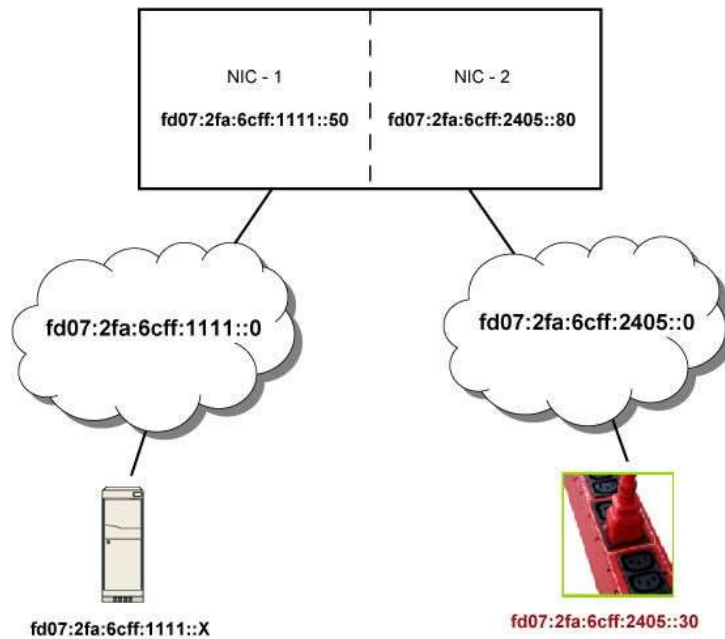 NIC - 1
NIC - 2
fd07:2fa:6cff:1111::50
fd07:2fa:6cff:2405::80
fd07:2fa:6cff:1111::0
fd07:2fa:6cff:2405::0
fd07:2fa:6cff:1111::X
fd07:2fa:6cff:2405::30